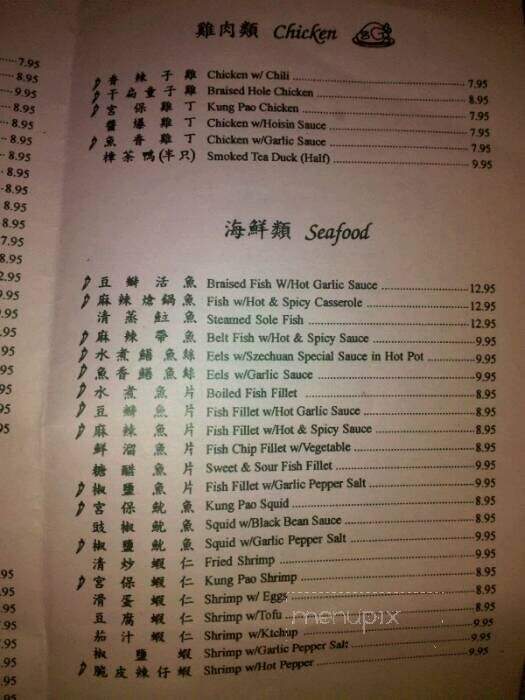 雞肉類 Chicken
香辣子雞 Chicken w/ Chili 7.95
干扁童子雞 Braised Hole Chicken 8.95
宮保雞丁 Kung Pao Chicken 7.95
醬爆雞丁 Chicken w/Hoisin Sauce 7.95
魚香雞丁 Chicken w/Garlic Sauce 7.95
樟茶鴨(半只) Smoked Tea Duck (Half) 9.95
海鮮類 Seafood
豆瓣活魚 Braised Fish W/Hot Garlic Sauce 12.95
麻辣熗鍋魚 Fish w/Hot & Spicy Casserole 12.95
清蒸魚 Steamed Sole Fish 12.95
麻辣帶魚 Belt Fish w/Hot & Spicy Sauce 9.95
水煮鱔魚絲 Eels w/Szechuan Special Sauce in Hot Pot 9.95
魚香鱔魚絲 Eels w/Garlic Sauce 9.95
水煮魚片 Boiled Fish Fillet 8.95
豆瓣魚片 Fish Fillet w/Hot Garlic Sauce 8.95
麻辣魚片 Fish Fillet w/Hot & Spicy Sauce 8.95
鮮溜魚片 Fish Chip Fillet w/Vegetable 8.95
糖醋魚片 Sweet & Sour Fish Fillet 9.95
椒鹽魚片 Fish Fillet w/Garlic Pepper Salt 9.95
宮保魷魚 Kung Pao Squid 8.95
豉椒魷魚 Squid w/Black Bean Sauce 8.95
椒鹽魷魚 Squid w/Garlic Pepper Salt 9.95
清炒蝦仁 Fried Shrimp 8.95
宮保蝦仁 Kung Pao Shrimp 8.95
滑蛋蝦仁 Shrimp w/ Eggs 8.95
豆腐蝦仁 Shrimp w/Tofu 8.95
茄汁蝦仁 Shrimp w/Ktchup 9.95
椒鹽蝦 Shrimp w/Garlic Pepper Salt 9.95
脆皮辣仔蝦 Shrimp w/Hot Pepper 9.95
menupix